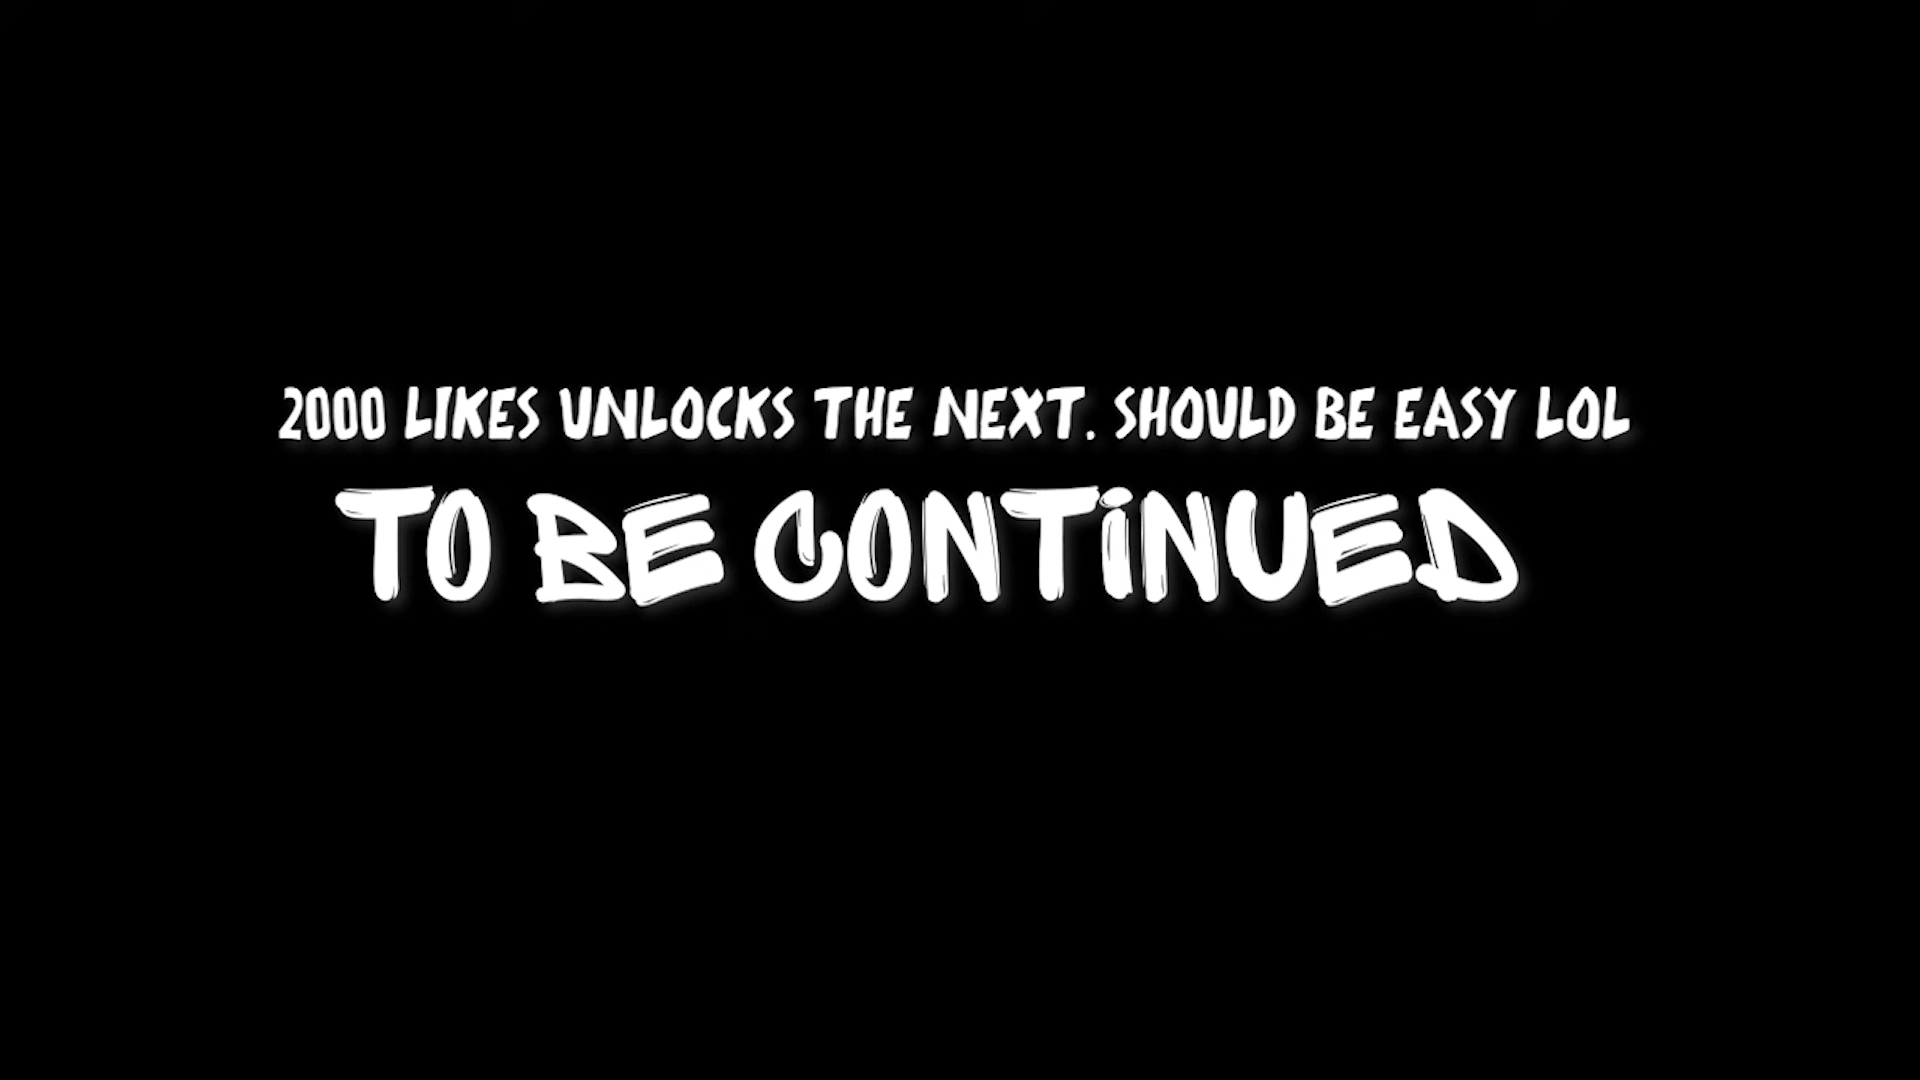 2000 LIKES UNLOCKS THE NEXT. SHOULD BE EASY LOL
TO BE CONTiNUED